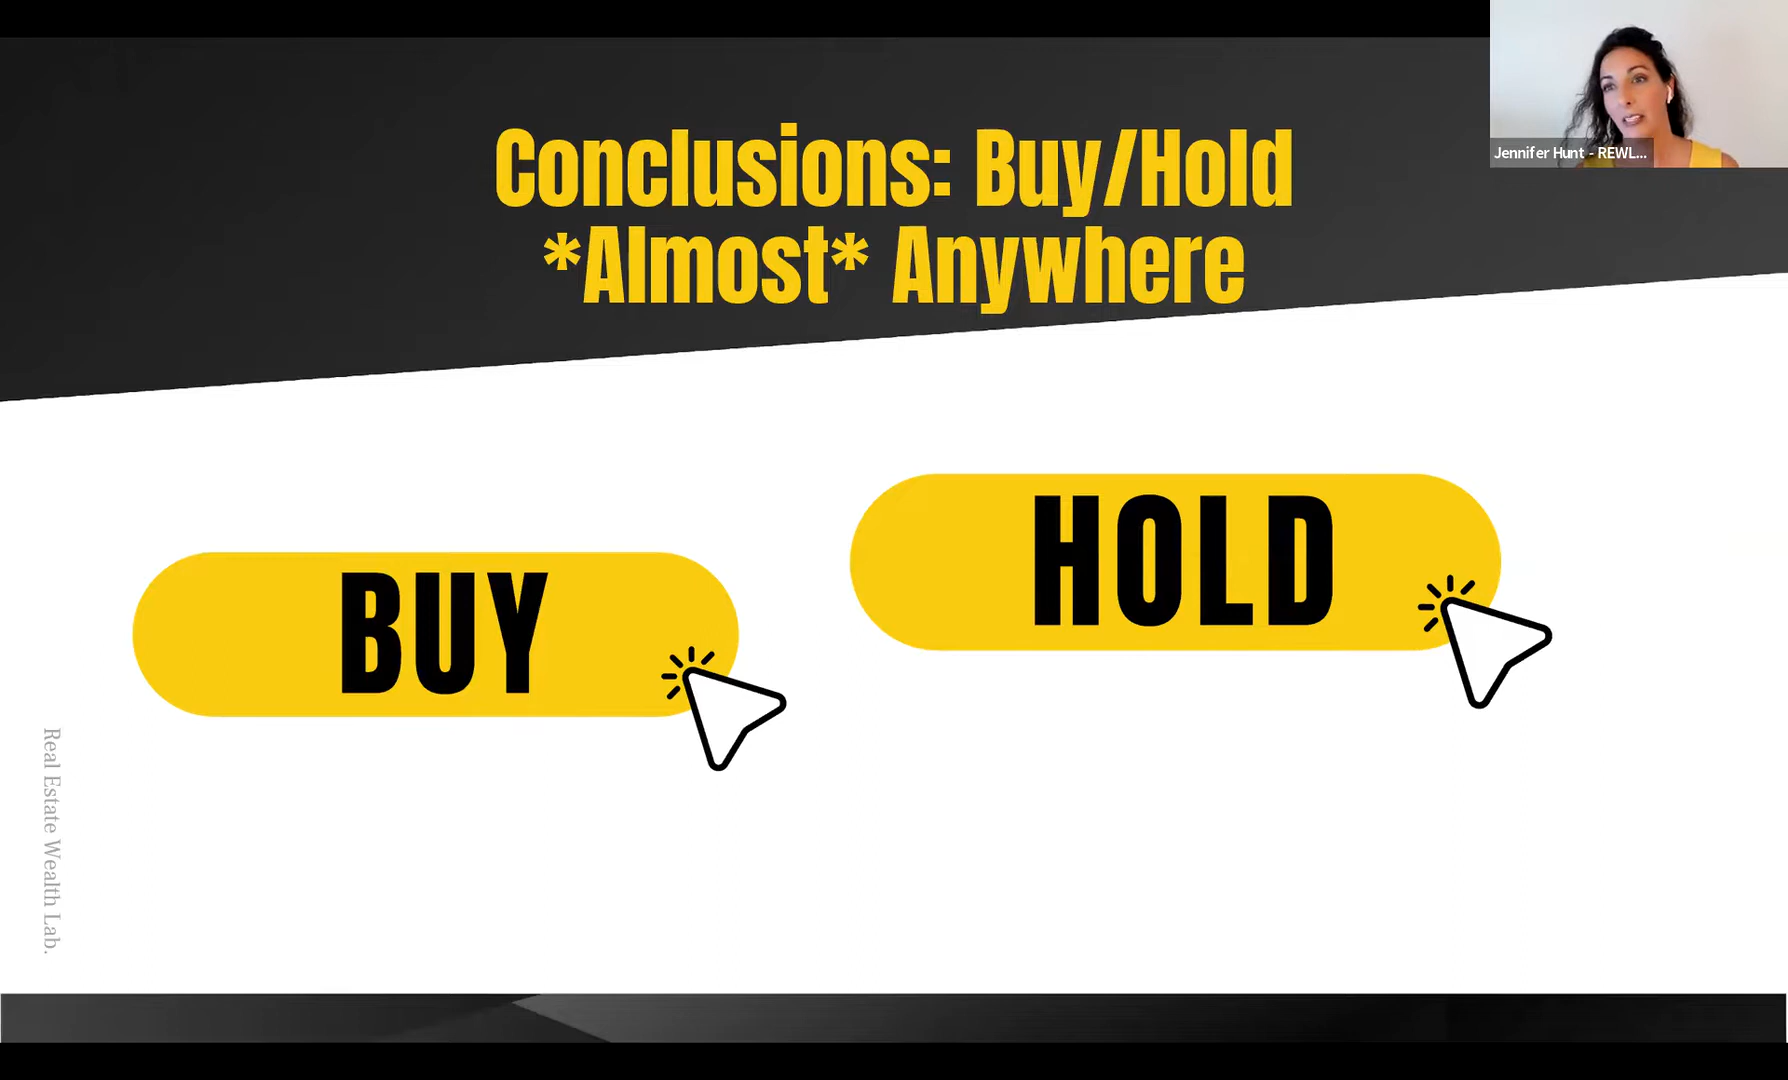 Conclusions: Buy/Hold
*Almost* Anywhere
Jennifer Hunt - REWL...
BUY
HOLD
Real Estate Wealth Lab.